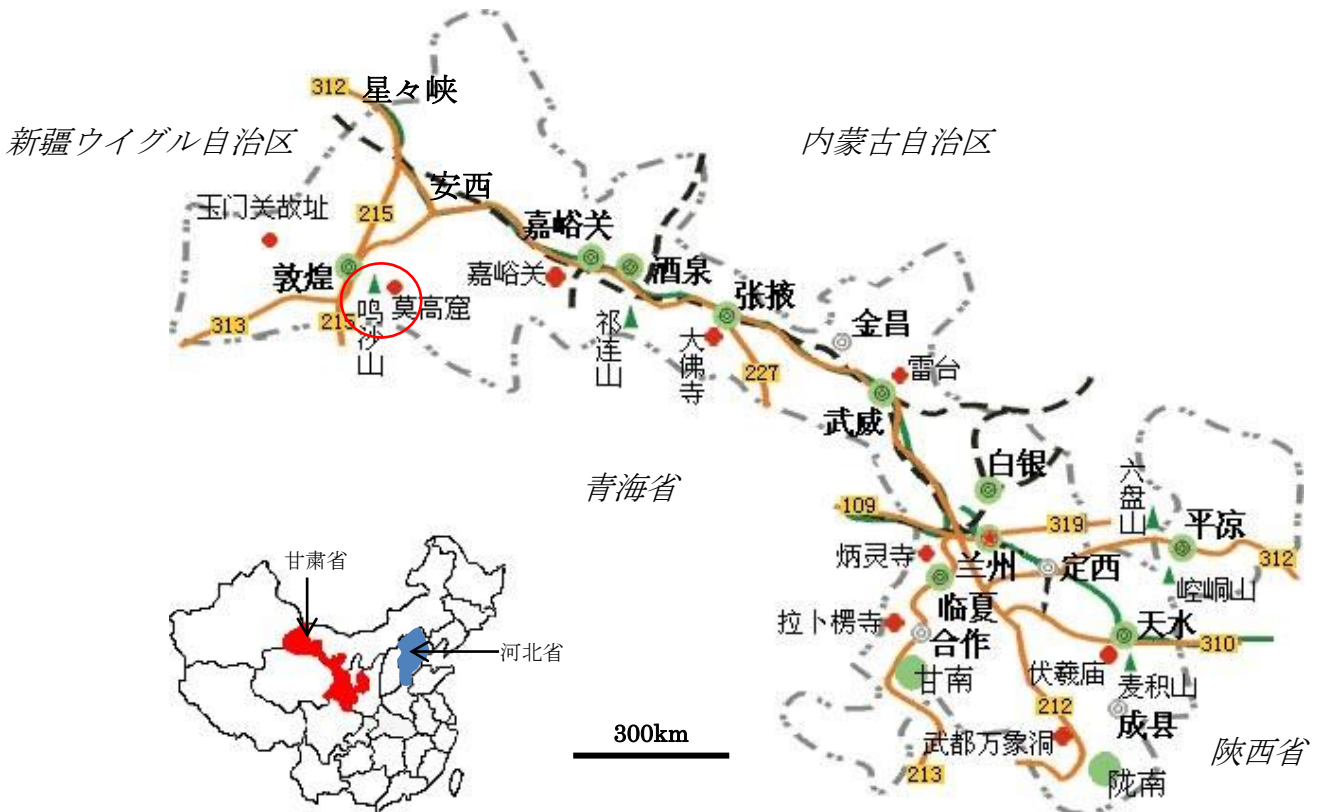 312
星々峡
新疆ウイグル自治区
内蒙古自治区
安西
玉门关故址
215
嘉峪关
敦煌
嘉峪关
酒泉
张掖
鸣沙山
莫高窟
313
215
祁连山
大佛寺
金昌
227
雷台
武威
青海省
白银
六盘山
109
319
平凉
312
炳灵寺
兰州
定西
崆峒山
临夏
拉卜楞寺
合作
天水
310
甘南
伏羲庙
麦积山
212
成县
武都万象洞
陕西省
213
陇南
甘粛省
河北省
300km